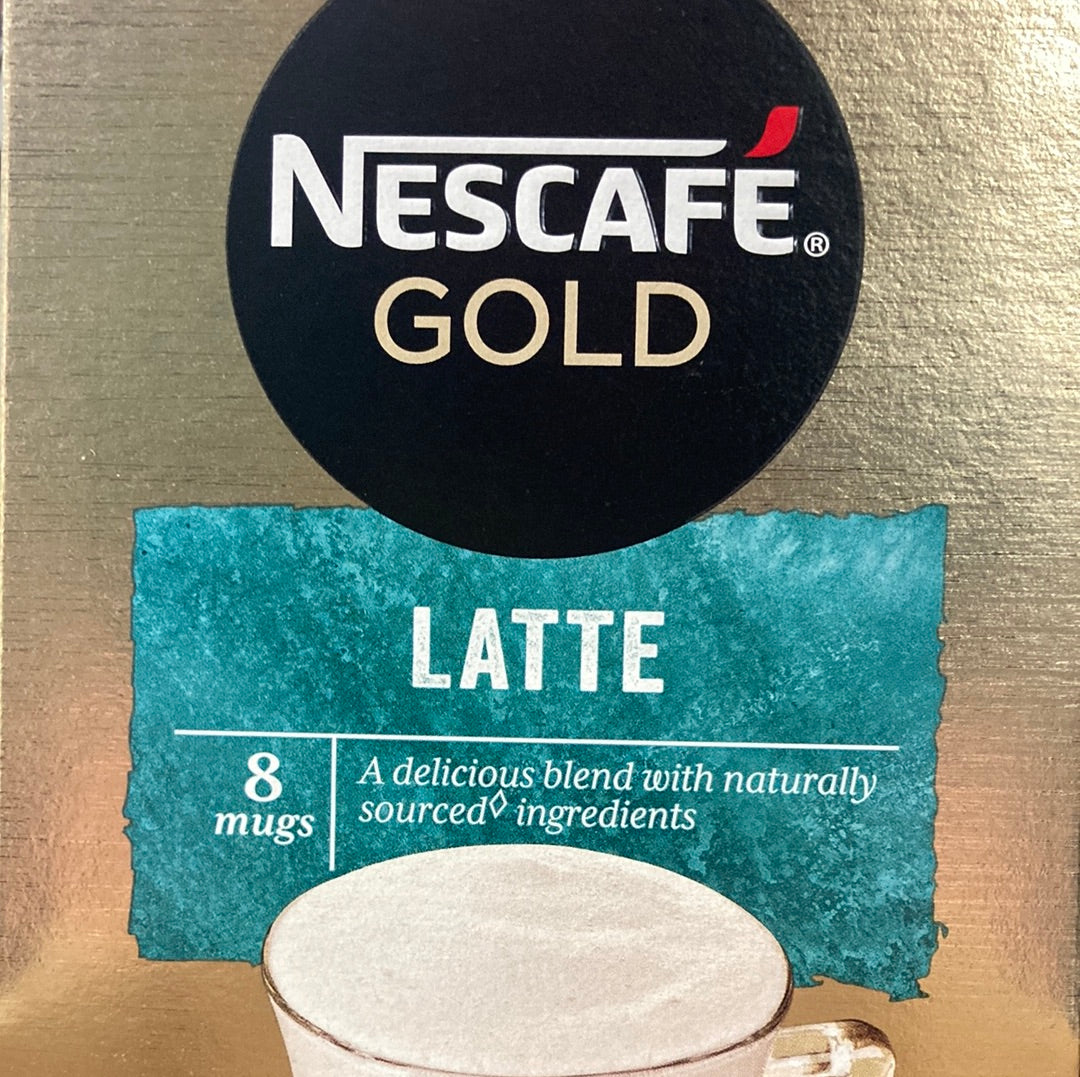 NESCAFÉ®
GOLD
LATTE
8
mugs
A delicious blend with naturally
sourced◊ ingredients